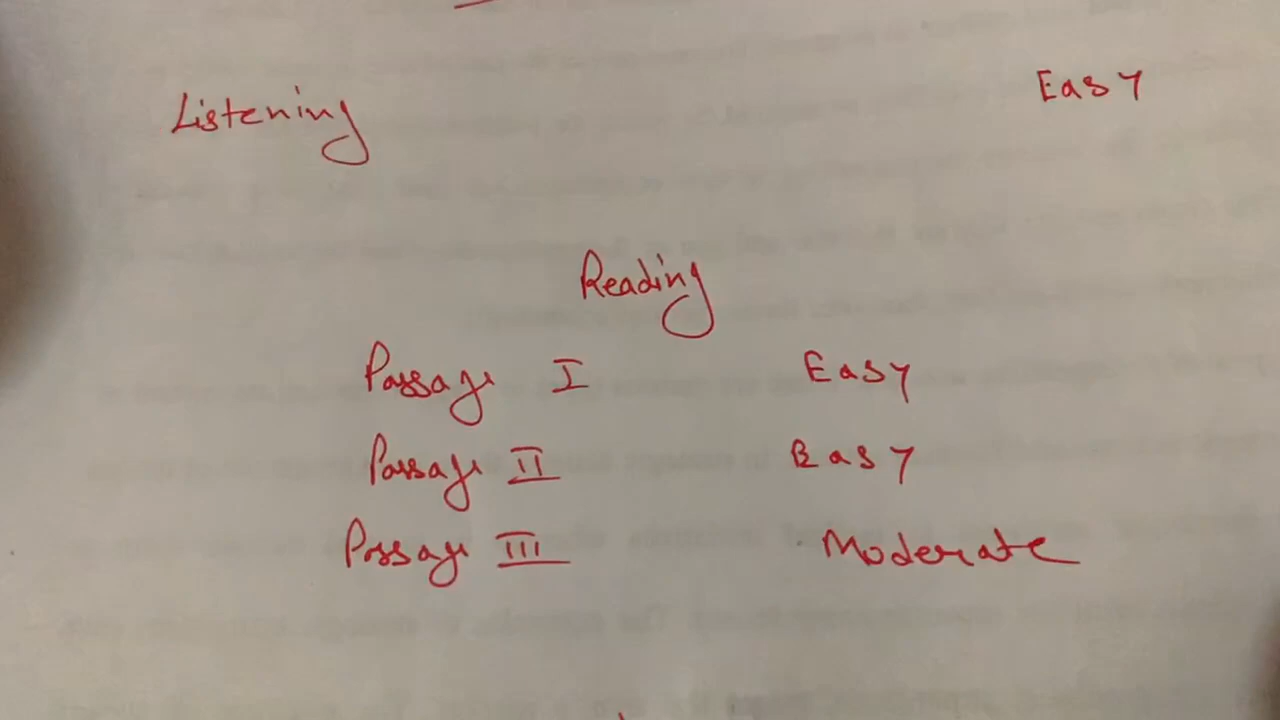 Listening Easy
Reading
Passage I Easy
Passage II Easy
Passage III Moderate